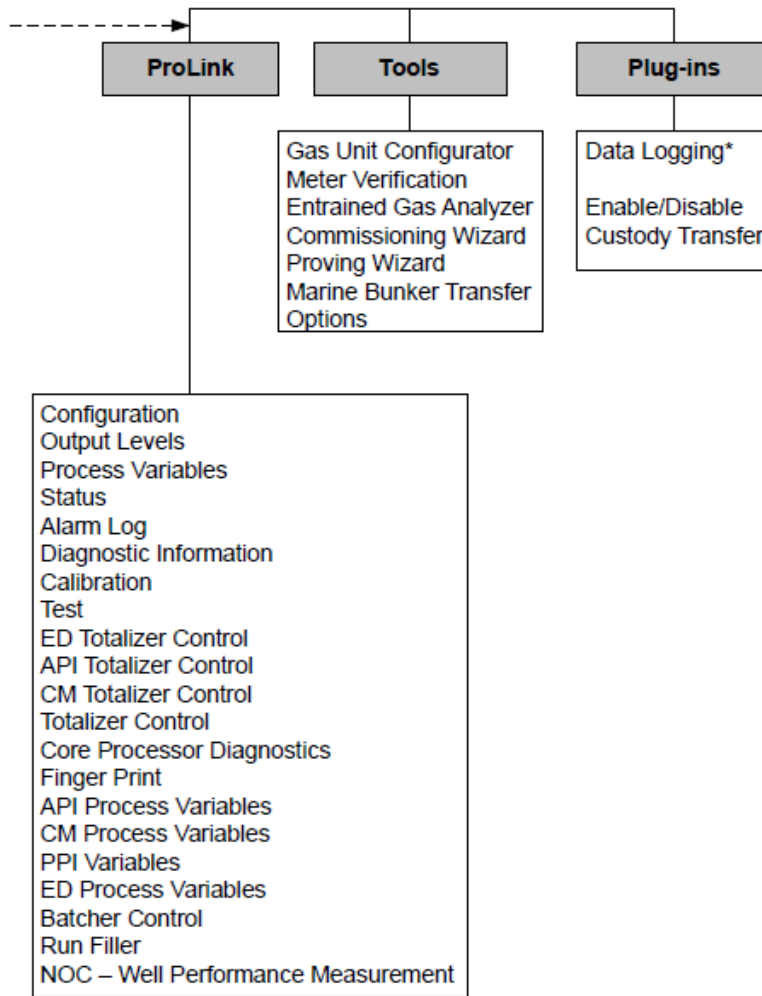 ProLink
Tools
Plug-ins
Gas Unit Configurator
Meter Verification
Entrained Gas Analyzer
Commissioning Wizard
Proving Wizard
Marine Bunker Transfer
Options
Data Logging*
Enable/Disable
Custody Transfer
Configuration
Output Levels
Process Variables
Status
Alarm Log
Diagnostic Information
Calibration
Test
ED Totalizer Control
API Totalizer Control
CM Totalizer Control
Totalizer Control
Core Processor Diagnostics
Finger Print
API Process Variables
CM Process Variables
PPI Variables
ED Process Variables
Batcher Control
Run Filler
NOC – Well Performance Measurement